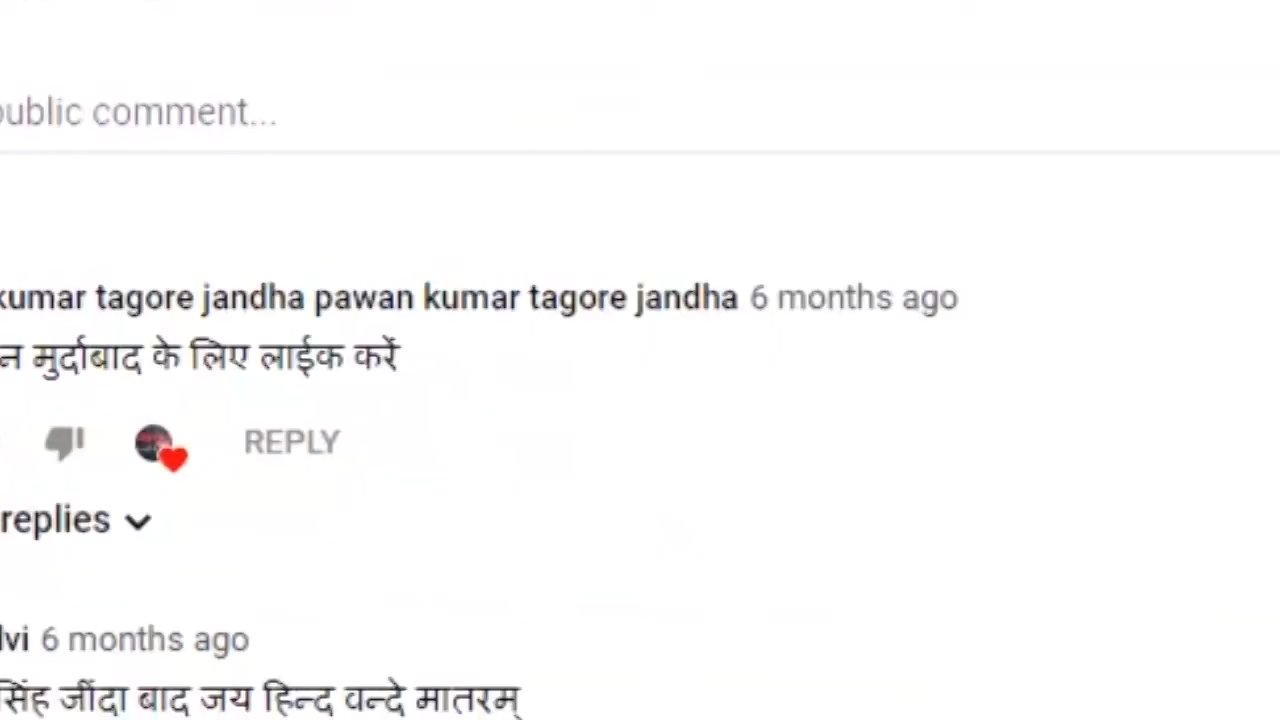 public comment...
kumar tagore jandha pawan kumar tagore jandha 6 months ago
न मुर्दाबाद के लिए लाईक करें
REPLY
replies
lvi 6 months ago
सिंह जींदा बाद जय हिन्द वन्दे मातरम्